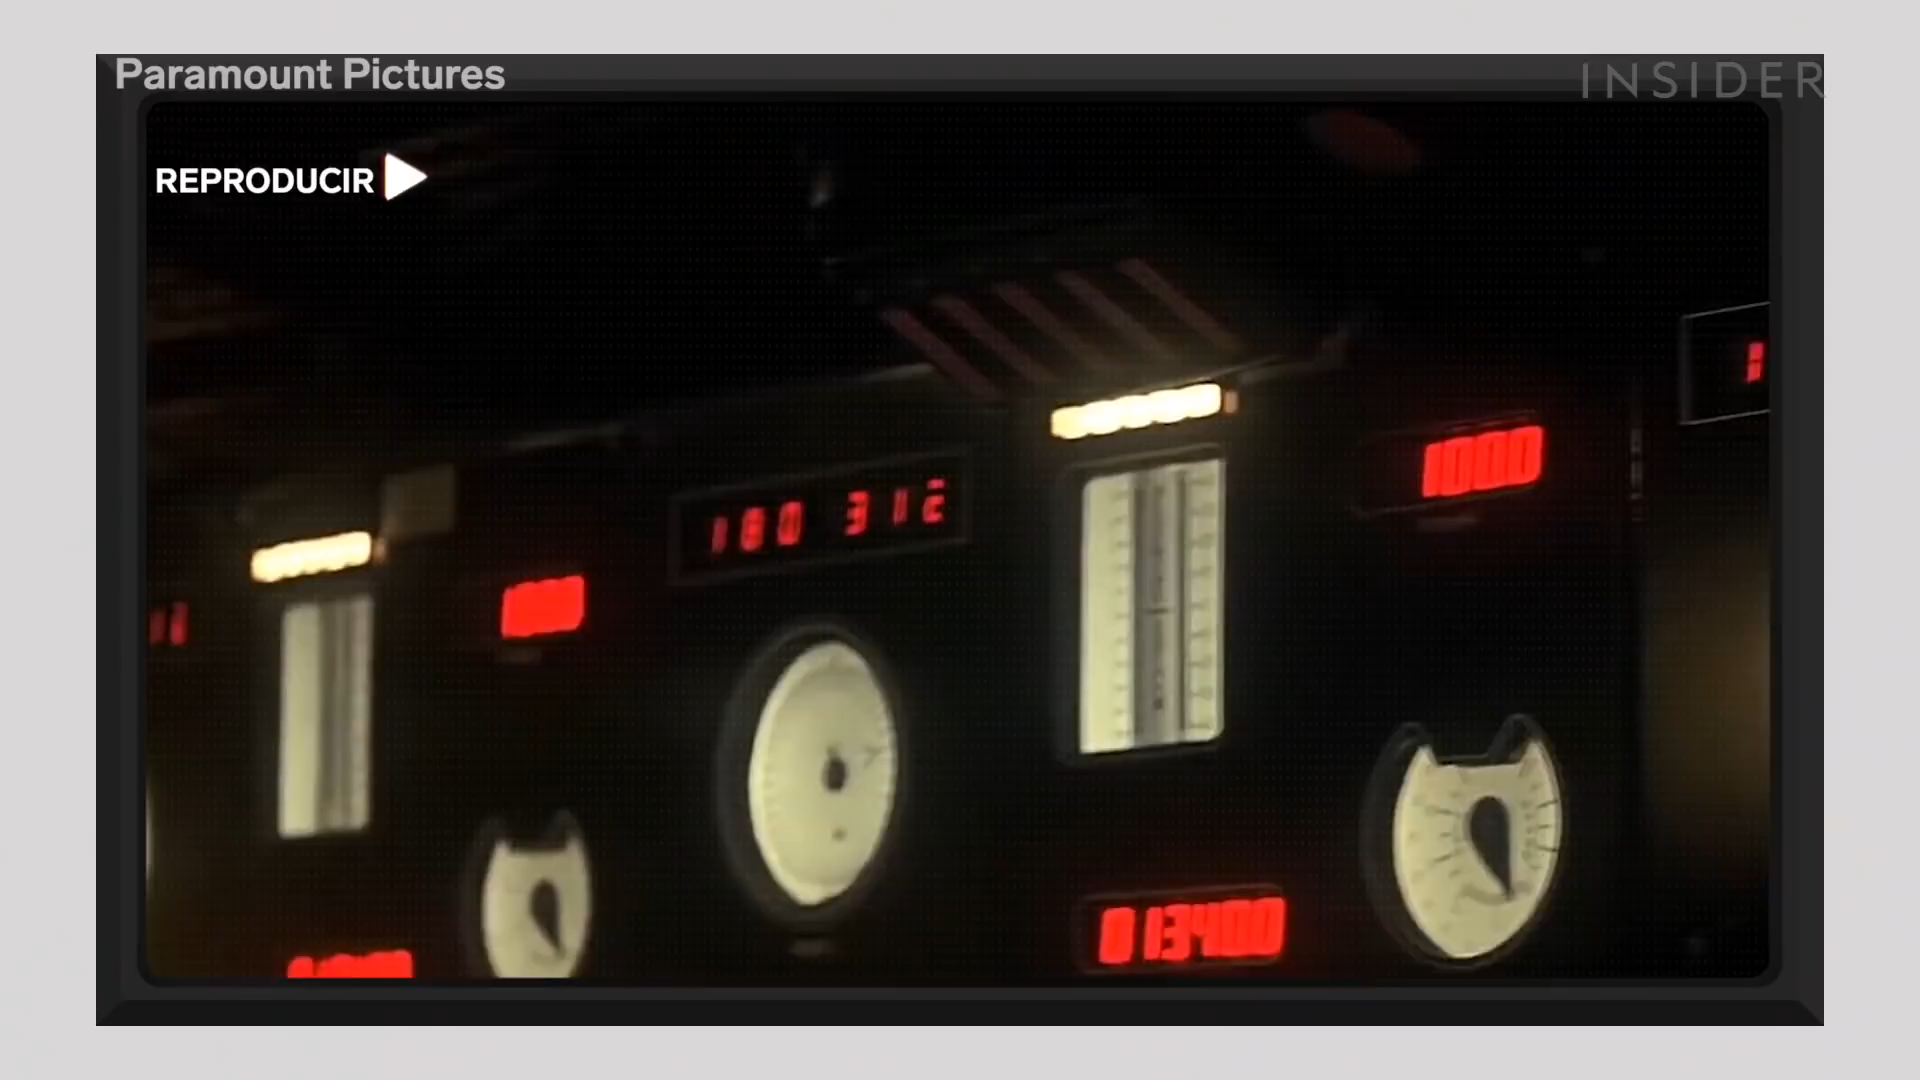 Paramount Pictures
INSIDER
REPRODUCIR
180 312
1000
013400